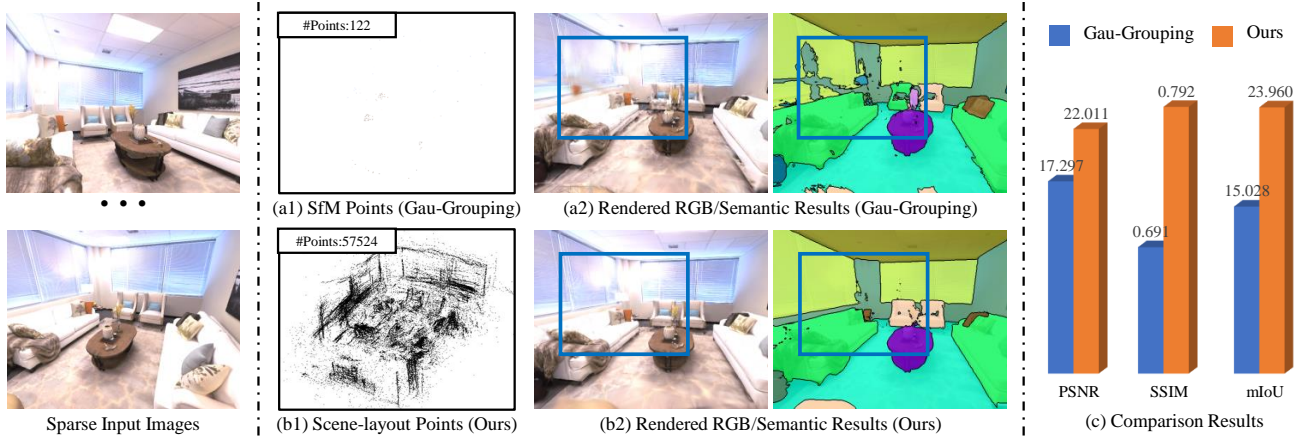 #Points:122
• • •
(a1) SfM Points (Gau-Grouping)
(a2) Rendered RGB/Semantic Results (Gau-Grouping)
#Points:57524
Sparse Input Images
(b1) Scene-layout Points (Ours)
(b2) Rendered RGB/Semantic Results (Ours)
Gau-Grouping
Ours
17.297
22.011
0.691
0.792
15.028
23.960
PSNR
SSIM
mIoU
(c) Comparison Results